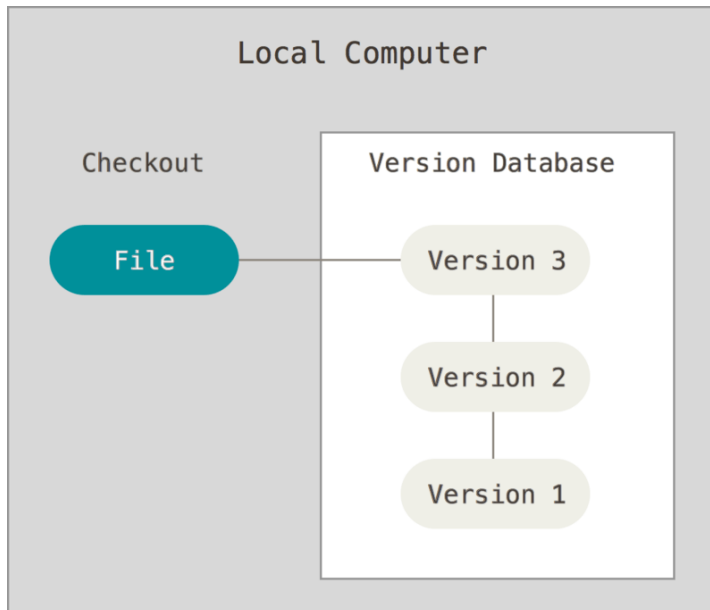 Local Computer
Checkout
Version Database
File
Version 3
Version 2
Version 1